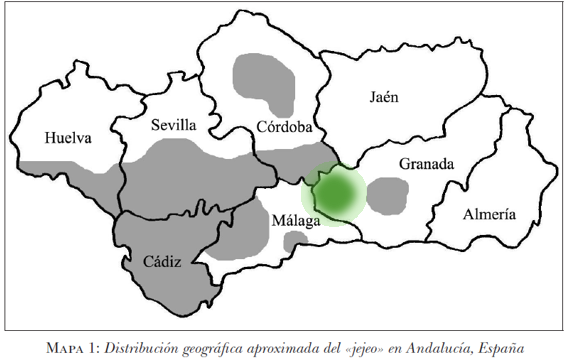 Jaén
Sevilla
Córdoba
Huelva
Granada
Almería
Málaga
Cádiz
MAPA 1: Distribución geográfica aproximada del «jejeo» en Andalucía, España